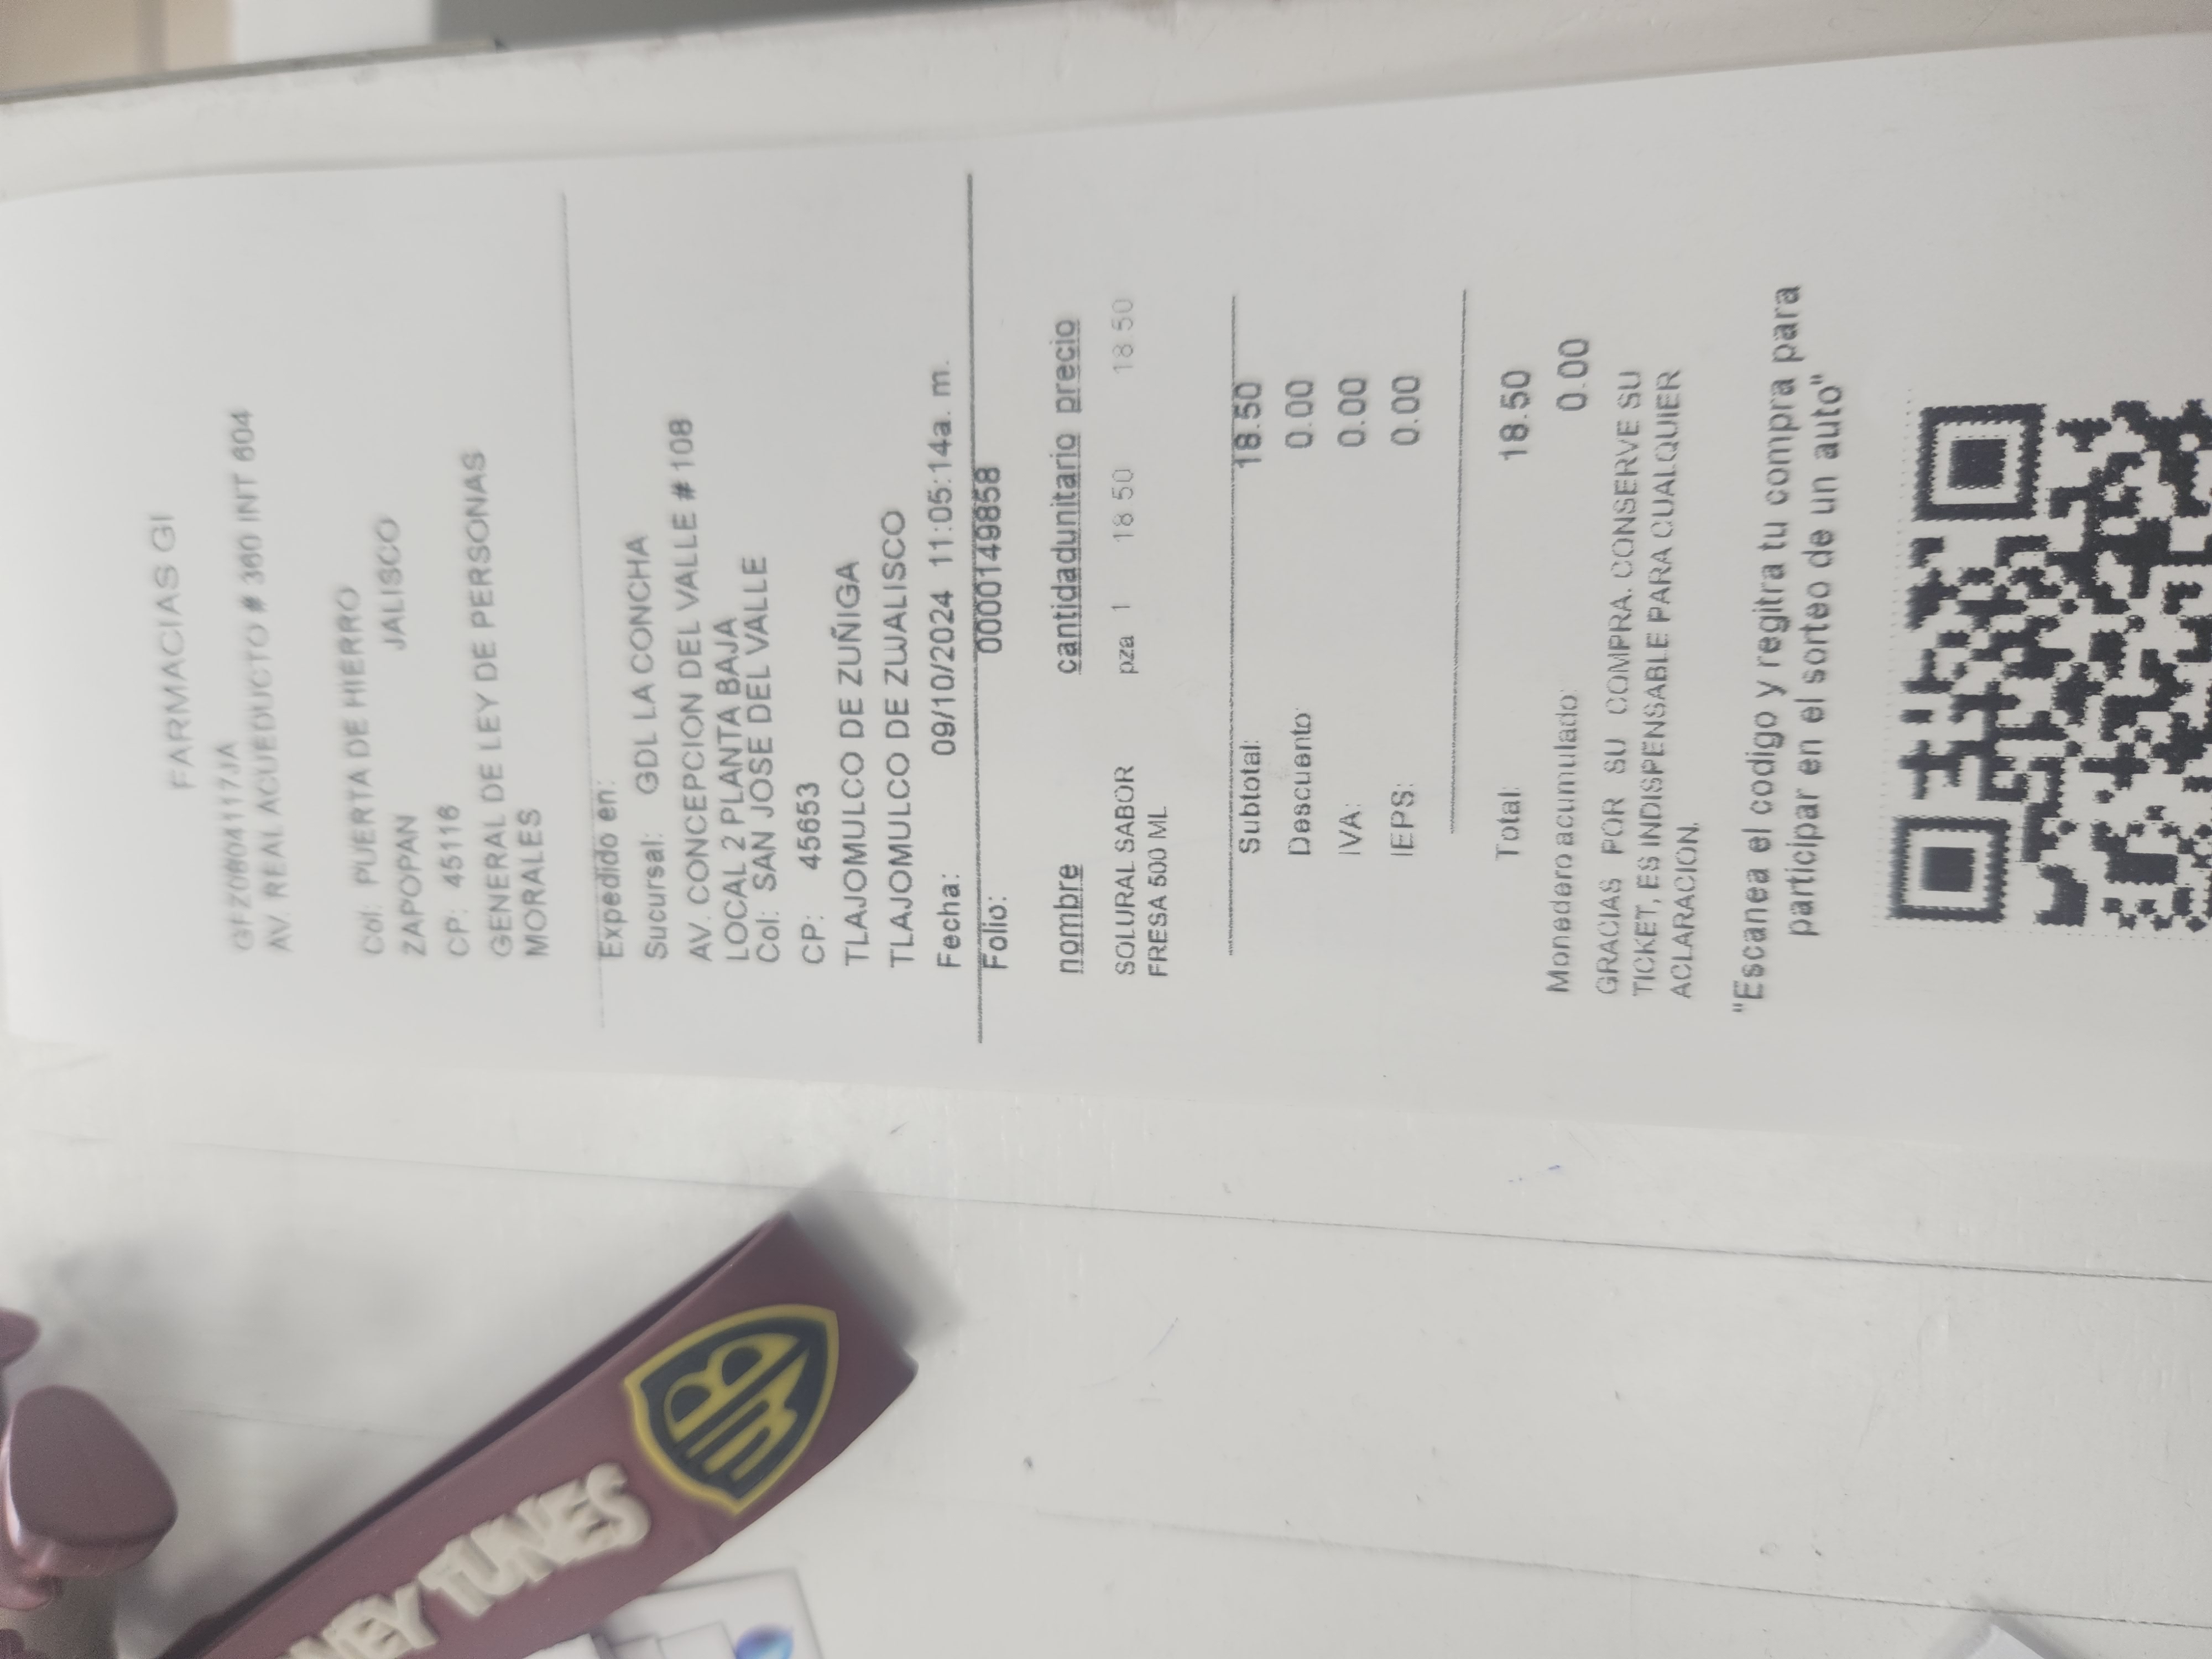 FARMACIAS GI
AV. REAL ACUEDUCTO # 360 INT 604
Col: PUERTA DE HIERRO
ZAPOPAN JALISCO
CP: 45116
GENERAL DE LEY DE PERSONAS
MORALES
Expedido en:
Sucursal: GDL LA CONCHA
AV. CONCEPCION DEL VALLE # 108
LOCAL 2 PLANTA BAJA
Col: SAN JOSE DEL VALLE
CP: 45653
TLAJOMULCO DE ZUÑIGA
TLAJOMULCO DE ZUJALISCO
Fecha: 09/10/2024 11:05:14a. m.
Folio: 0000149858
nombre cantidadunitario precio
SOLURAL SABOR pza 1 18 50 18 50
FRESA 500 ML
Subtotal: 18.50
Descuento: 0.00
IVA: 0.00
IEPS: 0.00
Total: 18.50
Monedero acumulado: 0.00
GRACIAS POR SU COMPRA. CONSERVE SU
TICKET, ES INDISPENSABLE PARA CUALQUIER
ACLARACION.
"Escanea el codigo y regitra tu compra para
participar en el sorteo de un auto"
NEY TUNES
WB